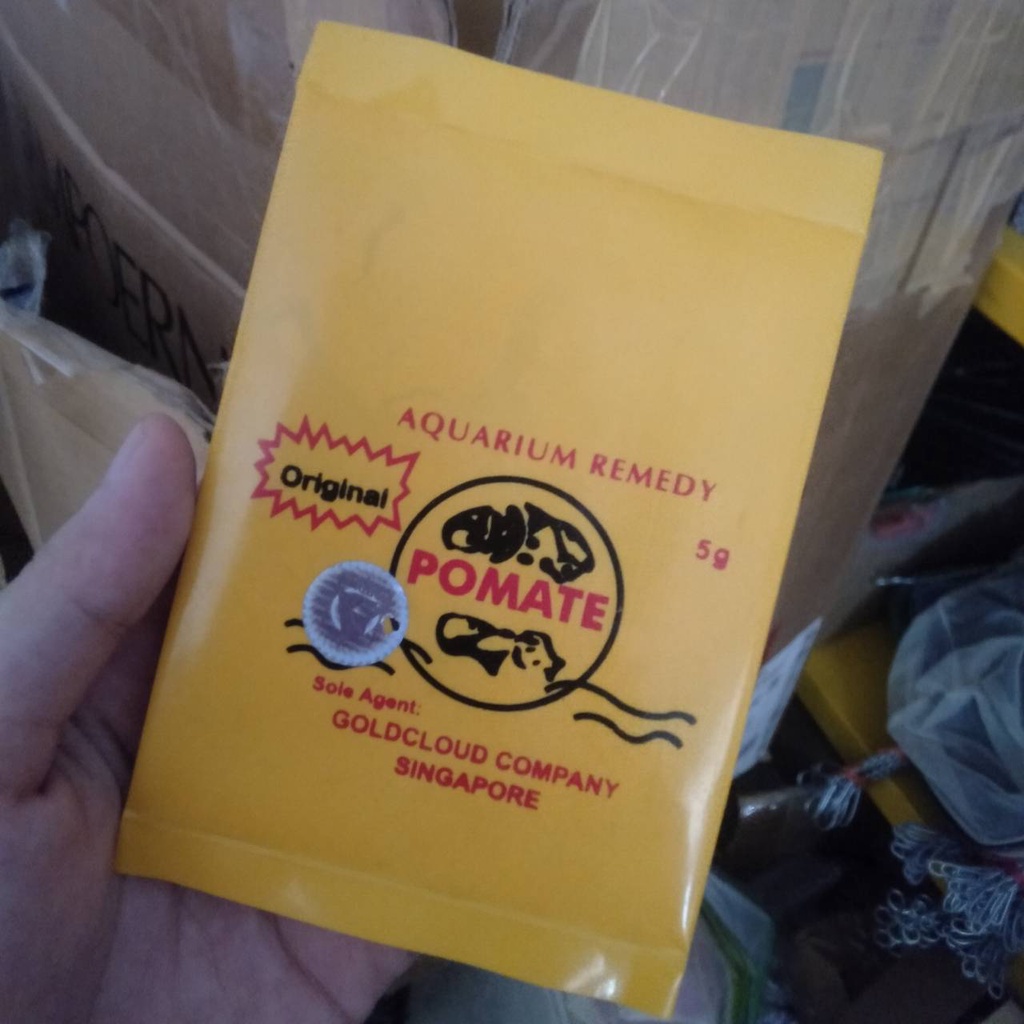 AQUARIUM REMEDY
Original
5g
POMATE
Sole Agent:
GOLDCLOUD COMPANY
SINGAPORE